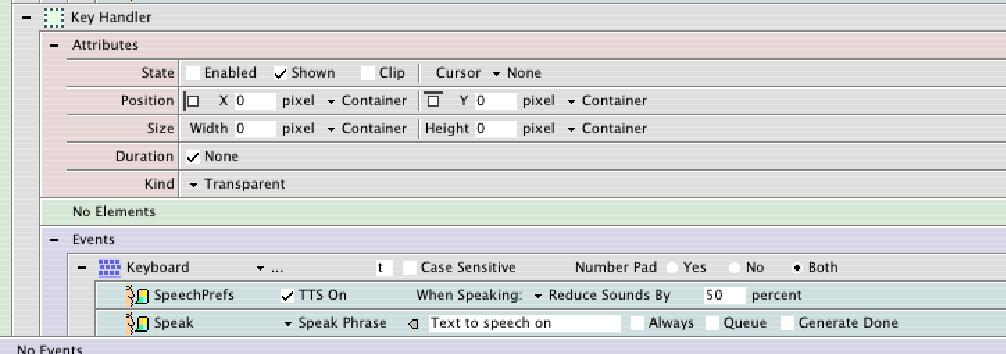 Key Handler
Attributes
State Enabled Shown Clip Cursor None
Position X 0 pixel Container Y 0 pixel Container
Size Width 0 pixel Container Height 0 pixel Container
Duration None
Kind Transparent
No Elements
Events
Keyboard ... t Case Sensitive Number Pad Yes No Both
SpeechPrefs TTS On When Speaking: Reduce Sounds By 50 percent
Speak Speak Phrase Text to speech on Always Queue Generate Done
No Events